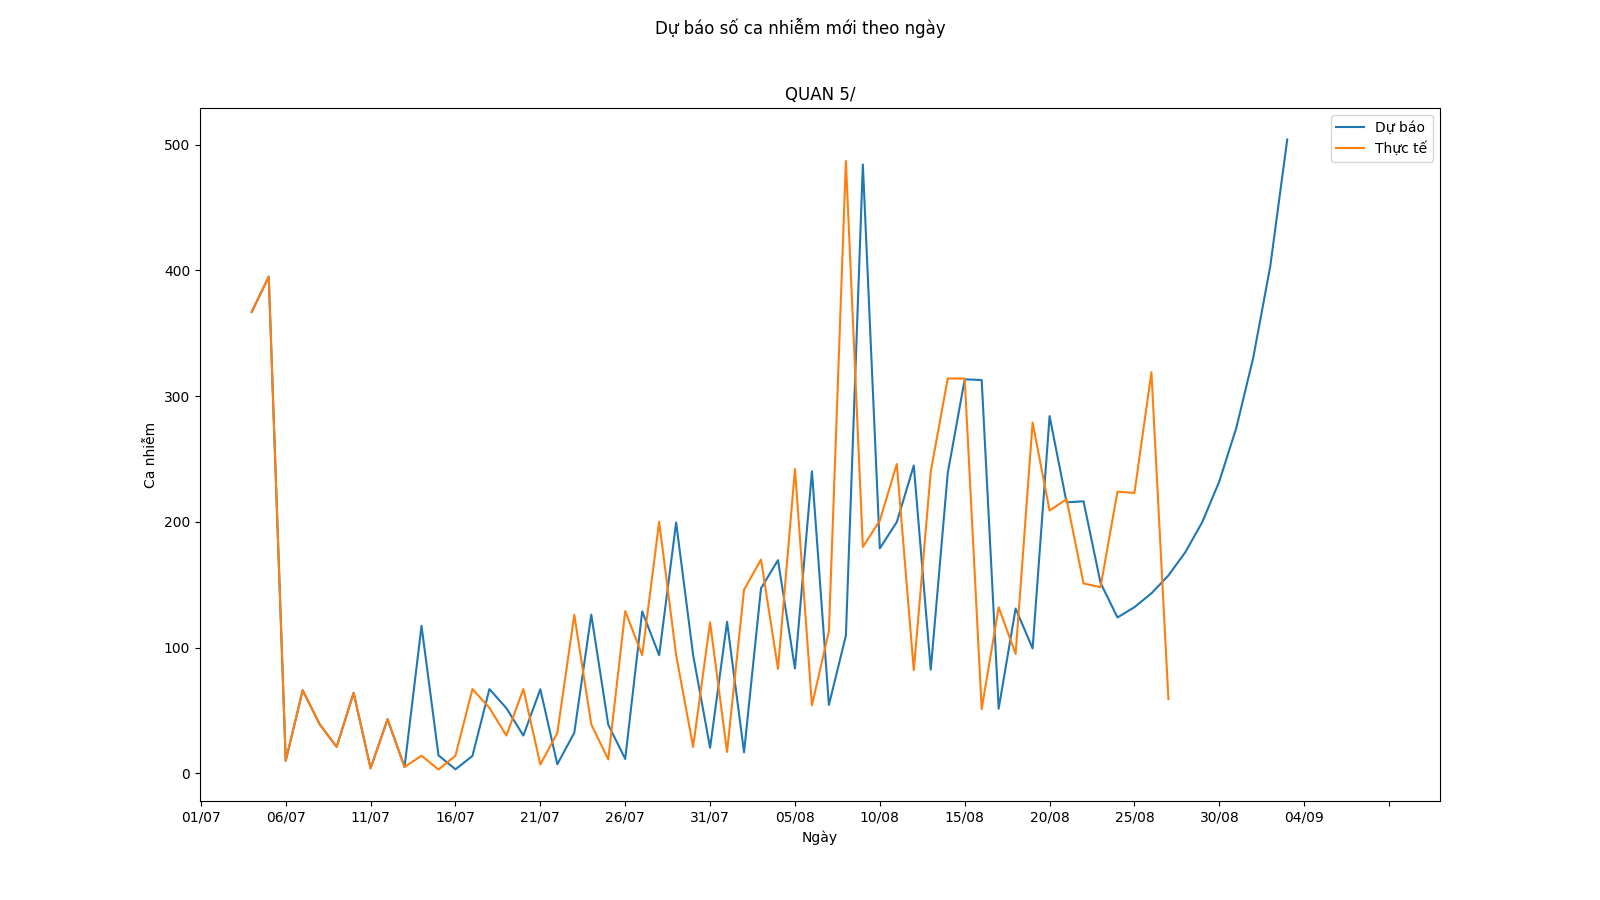 Dự báo số ca nhiễm mới theo ngày
QUAN 5/
Dự báo
Thực tế
500
400
300
200
100
0
Ca nhiễm
01/07 06/07 11/07 16/07 21/07 26/07 31/07 05/08 10/08 15/08 20/08 25/08 30/08 04/09
Ngày